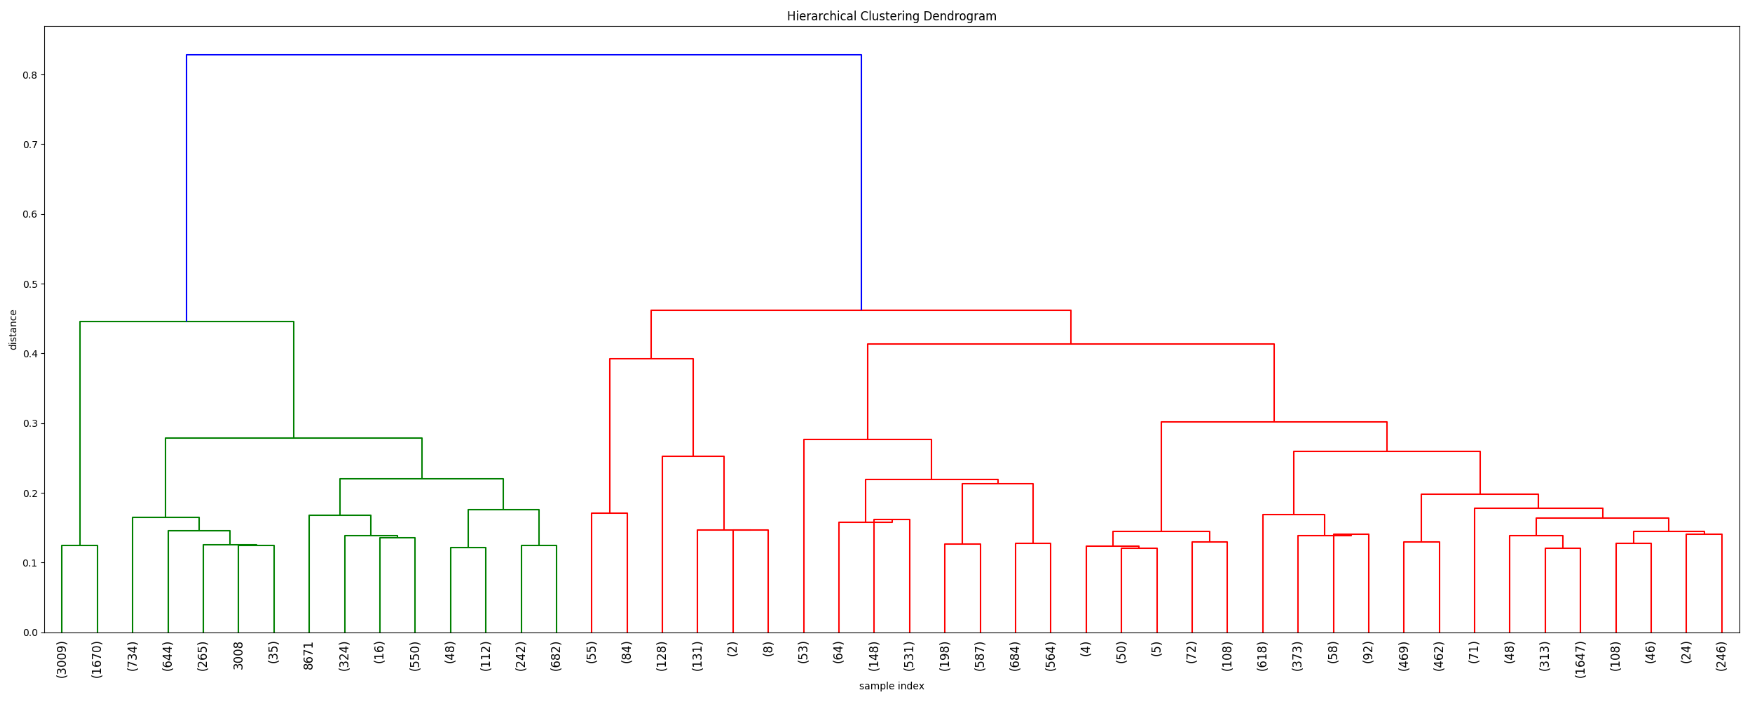 Hierarchical Clustering Dendrogram
0.8
0.7
0.6
0.5
0.4
0.3
0.2
0.1
0.0
distance
(3009) (1670) (734) (644) (265) 3008 (35) 8671 (324) (16) (550) (48) (112) (242) (682) (55) (84) (128) (131) (2) (8) (53) (64) (148) (531) (198) (587) (684) (564) (4) (50) (5) (72) (108) (618) (373) (58) (92) (469) (462) (71) (48) (313) (1647) (108) (46) (24) (246)
sample index